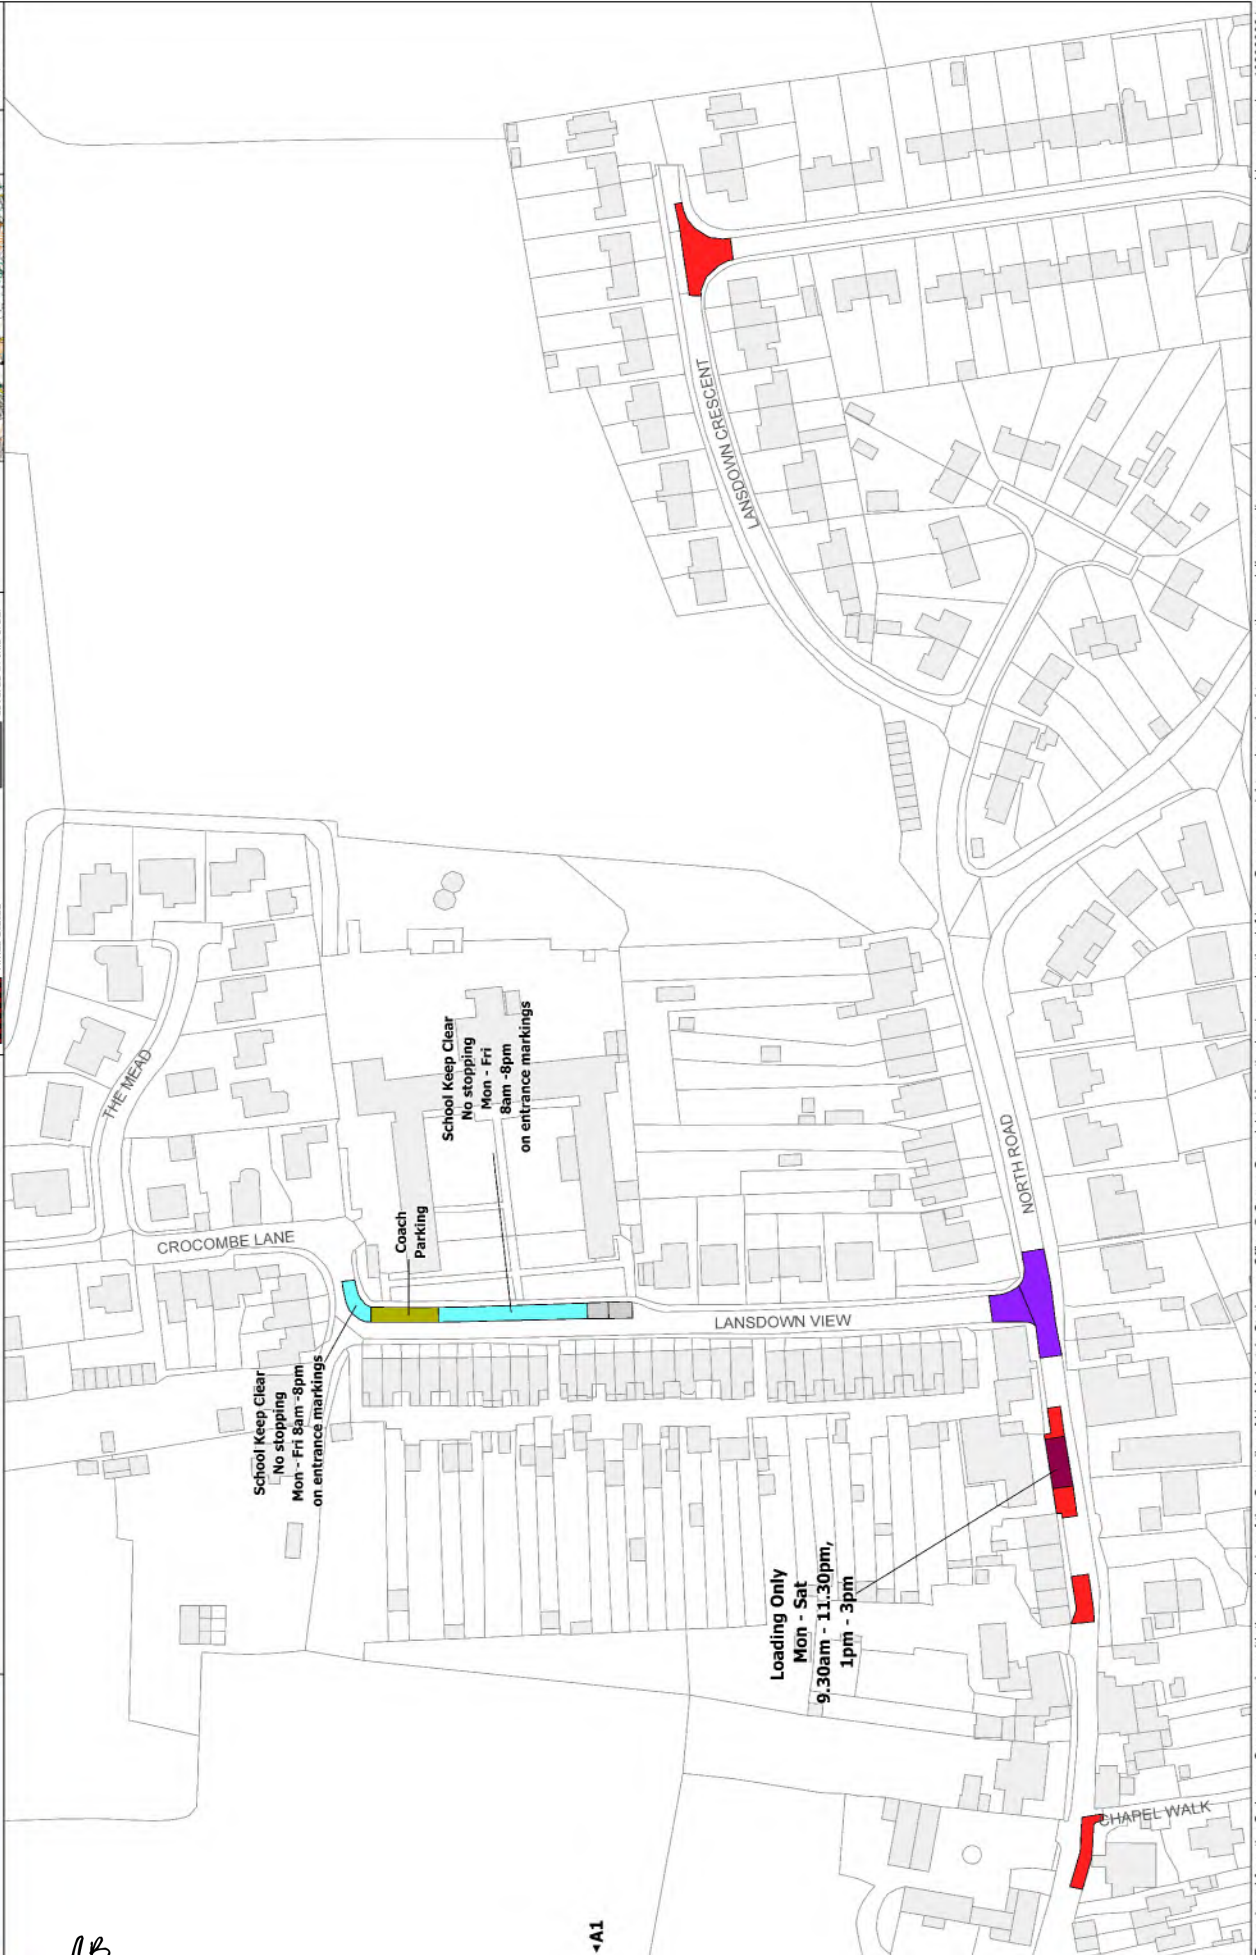 THE MEAD
CROCOMBE LANE
School Keep Clear
No stopping
Mon - Fri 8am -8pm
on entrance markings
Coach
Parking
School Keep Clear
No stopping
Mon - Fri
8am -8pm
on entrance markings
LANSDOWN VIEW
LANSDOWN CRESCENT
NORTH ROAD
Loading Only
Mon - Sat
9.30am - 11.30pm,
1pm - 3pm
CHAPEL WALK
◄A1